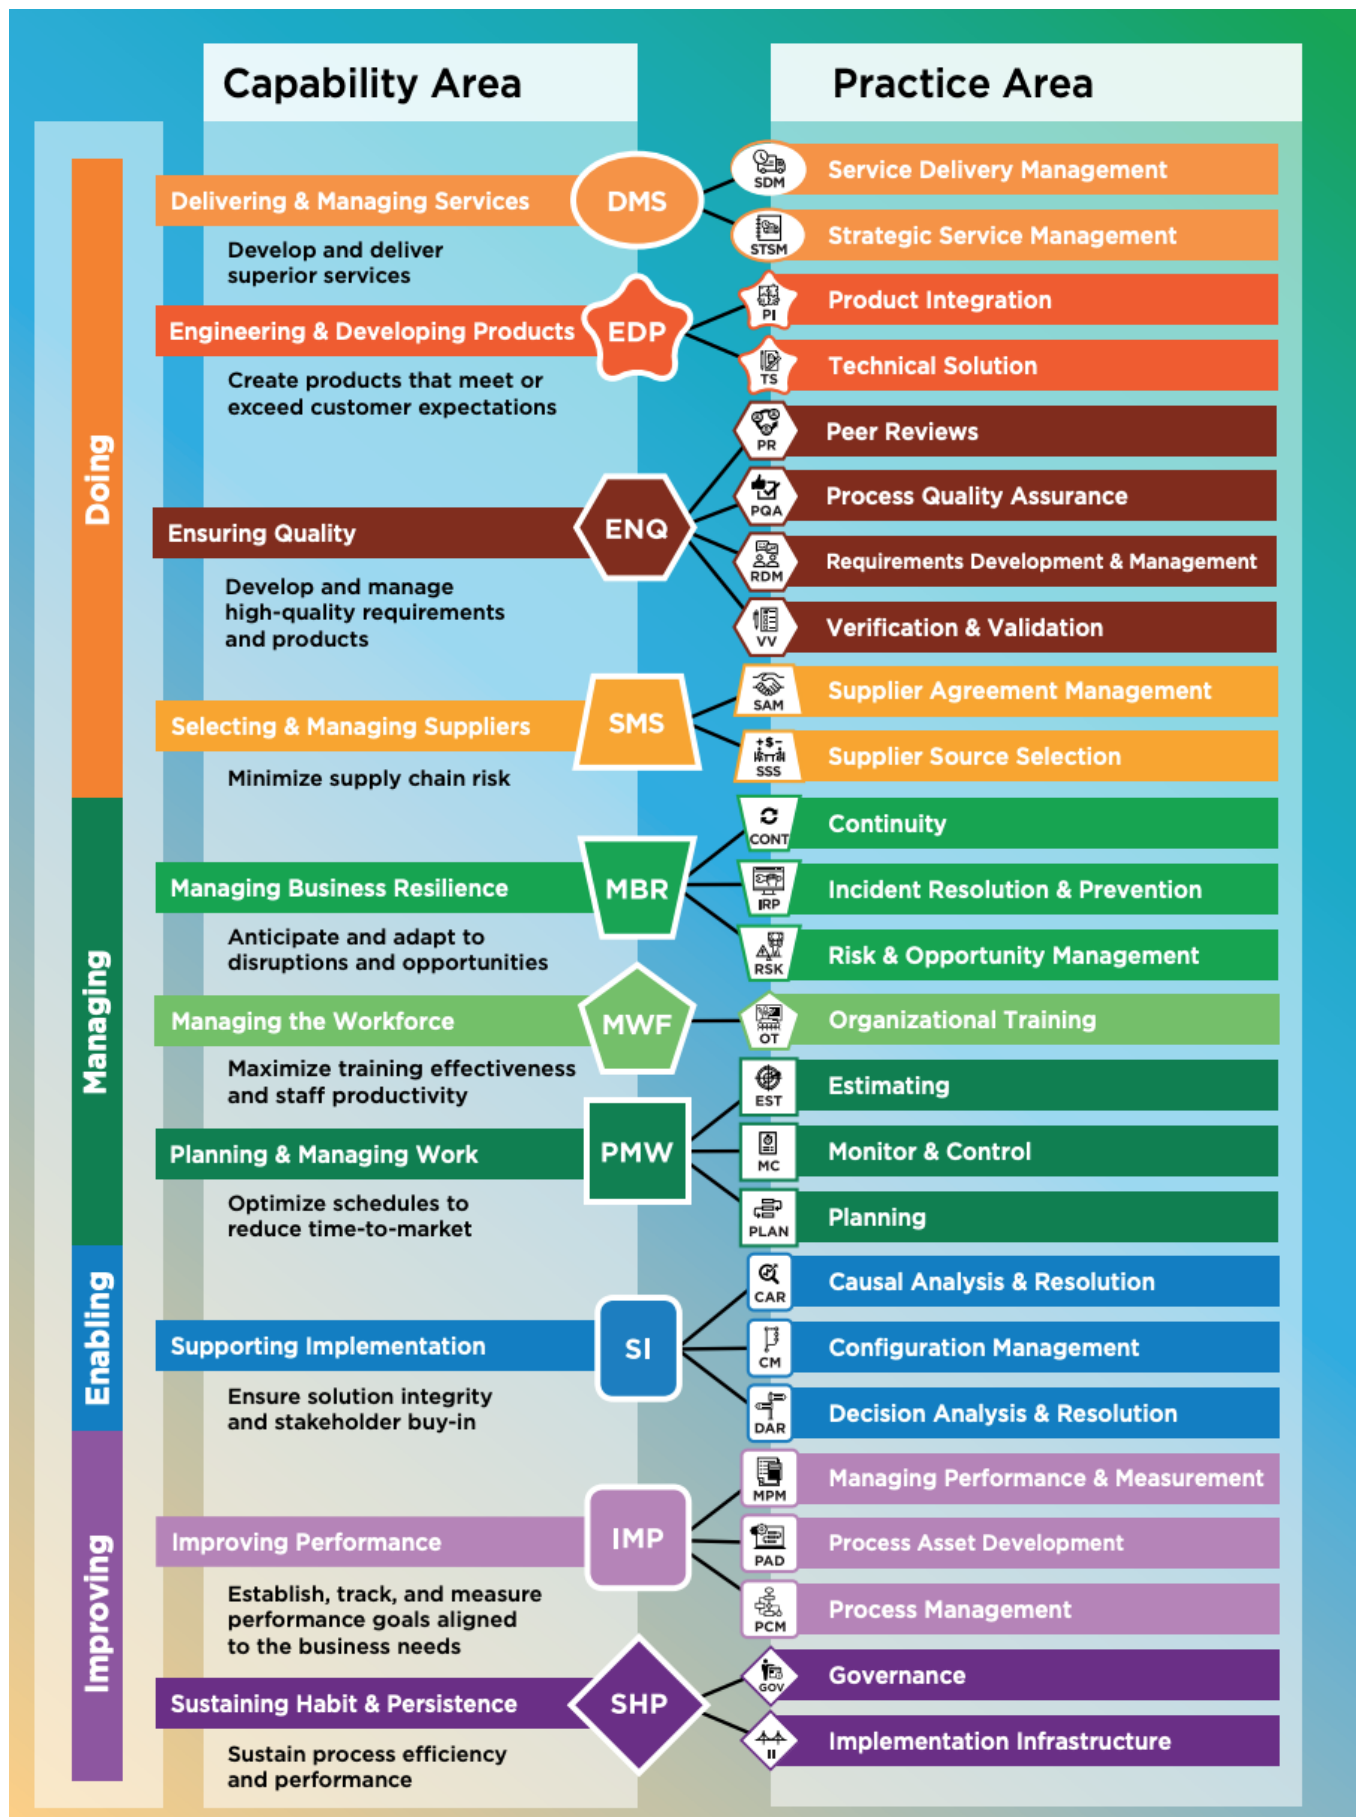 Capability Area
Practice Area
Doing
Delivering & Managing Services
DMS
Develop and deliver
superior services
SDM
Service Delivery Management
STSM
Strategic Service Management
Engineering & Developing Products
EDP
Create products that meet or
exceed customer expectations
PI
Product Integration
TS
Technical Solution
Ensuring Quality
ENQ
Develop and manage
high-quality requirements
and products
PR
Peer Reviews
PQA
Process Quality Assurance
RDM
Requirements Development & Management
VV
Verification & Validation
Selecting & Managing Suppliers
SMS
Minimize supply chain risk
SAM
Supplier Agreement Management
+$-
SSS
Supplier Source Selection
Managing
Managing Business Resilience
MBR
Anticipate and adapt to
disruptions and opportunities
CONT
Continuity
IRP
Incident Resolution & Prevention
RSK
Risk & Opportunity Management
Managing the Workforce
MWF
Maximize training effectiveness
and staff productivity
OT
Organizational Training
Planning & Managing Work
PMW
Optimize schedules to
reduce time-to-market
EST
Estimating
MC
Monitor & Control
PLAN
Planning
Enabling
Supporting Implementation
SI
Ensure solution integrity
and stakeholder buy-in
CAR
Causal Analysis & Resolution
CM
Configuration Management
DAR
Decision Analysis & Resolution
Improving
Improving Performance
IMP
Establish, track, and measure
performance goals aligned
to the business needs
MPM
Managing Performance & Measurement
PAD
Process Asset Development
PCM
Process Management
Sustaining Habit & Persistence
SHP
Sustain process efficiency
and performance
GOV
Governance
II
Implementation Infrastructure